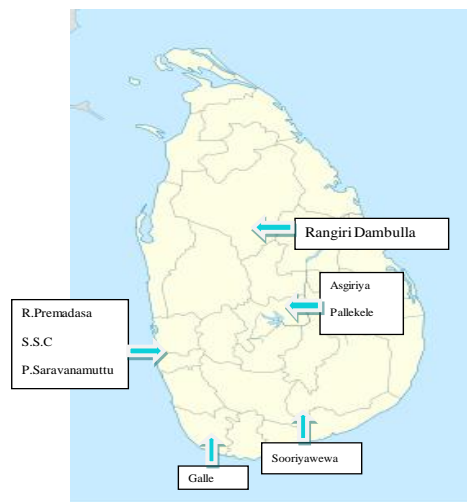 Rangiri Dambulla
Asgiriya
Pallekele
R.Premadasa
S.S.C
P.Saravanamuttu
Sooriyawewa
Galle